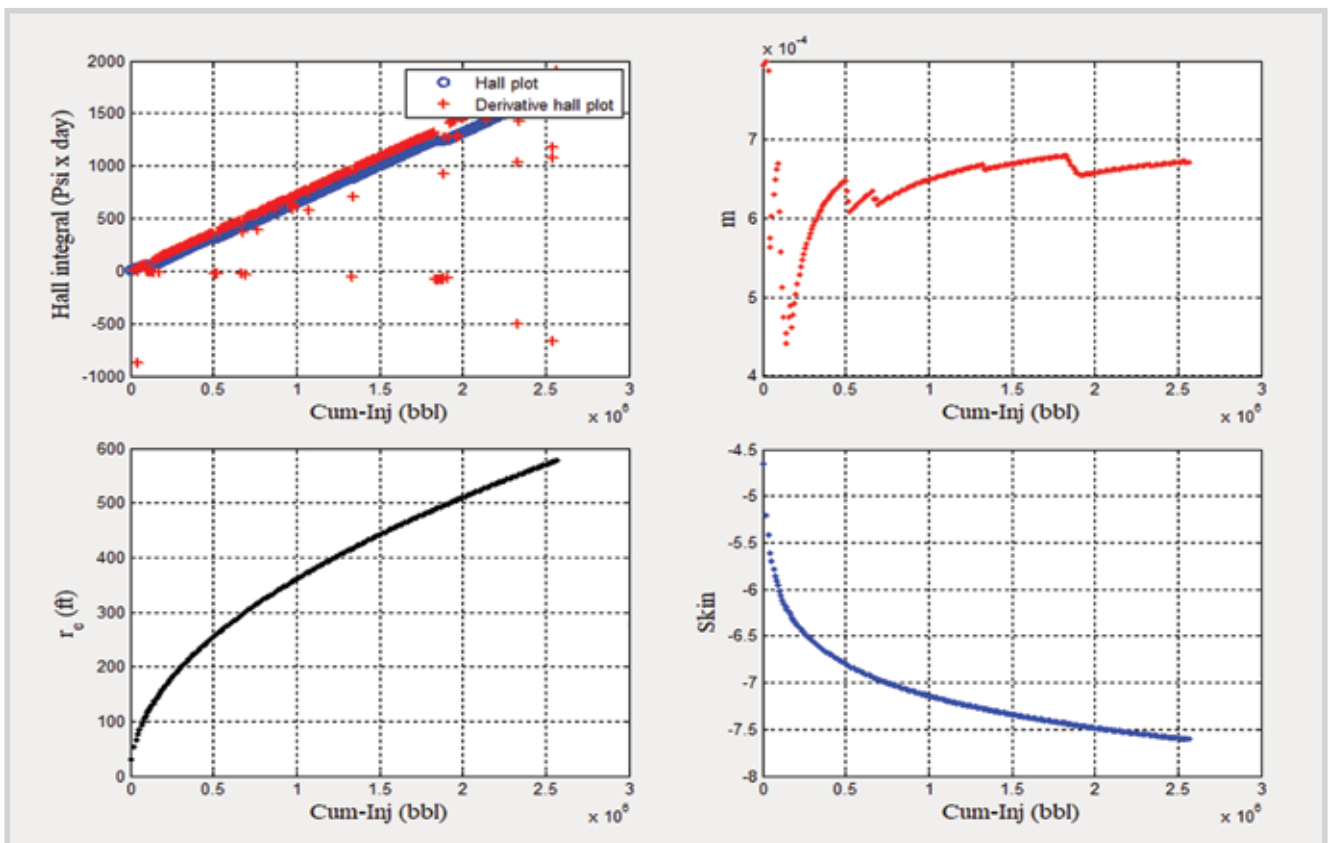 2000
1500
1000
500
0
-500
-1000
Hall integral (Psi x day)
Hall plot
Derivative hall plot
0 0.5 1 1.5 2 2.5 3
Cum-Inj (bbl)
x 10^6
x 10^-4
7
6
5
4
m
0 0.5 1 1.5 2 2.5 3
Cum-Inj (bbl)
x 10^6
600
500
400
300
200
100
0
r_e (ft)
0 0.5 1 1.5 2 2.5 3
Cum-Inj (bbl)
x 10^6
-4.5
-5
-5.5
-6
-6.5
-7
-7.5
-8
Skin
0 0.5 1 1.5 2 2.5 3
Cum-Inj (bbl)
x 10^6